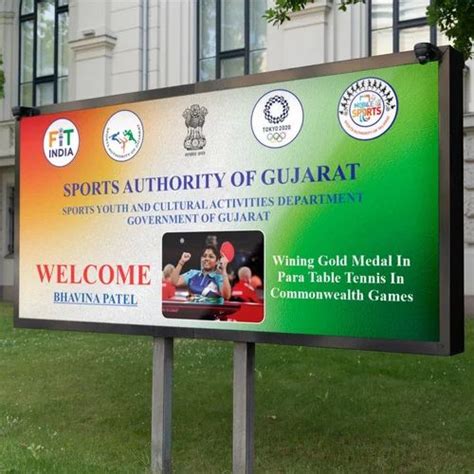 FiT
INDIA
TOKYO 2020
SPORTS AUTHORITY OF GUJARAT
SPORTS YOUTH AND CULTURAL ACTIVITIES DEPARTMENT
GOVERNMENT OF GUJARAT
WELCOME
BHAVINA PATEL
Wining Gold Medal In
Para Table Tennis In
Commonwealth Games